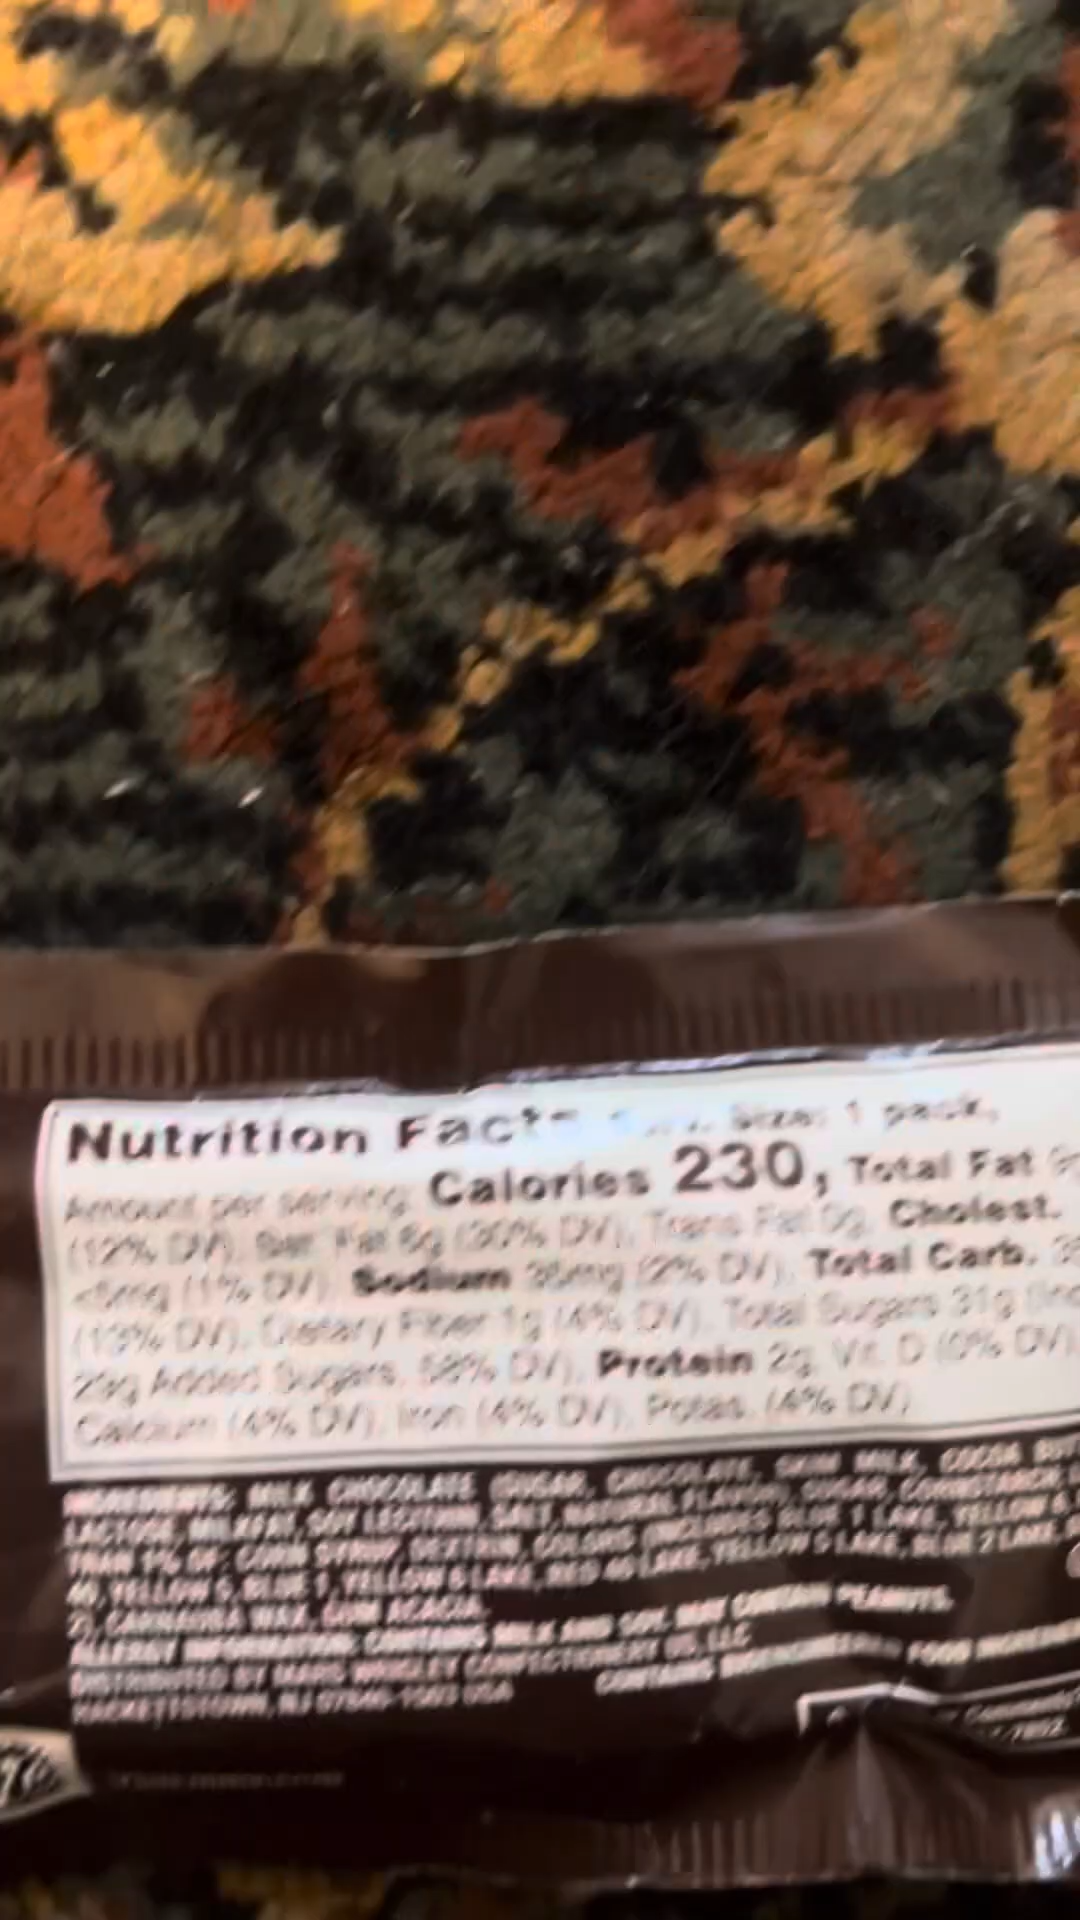 Nutrition Facts Size: 1 pack,
Amount per serving: Calories 230, Total Fat
(12% DV), Sat. Fat 6g (30% DV), Trans Fat 0g, Cholest.
<5mg (1% DV), Sodium 35mg (2% DV), Total Carb.
(13% DV), Dietary Fiber 1g (4% DV), Total Sugars 31g
29g Added Sugars, 58% DV), Protein 2g, Vit. D (0% DV),
Calcium (4% DV), Iron (4% DV), Potas. (4% DV)
INGREDIENTS: MILK CHOCOLATE (SUGAR, CHOCOLATE, SKIM MILK, COCOA
LACTOSE, MILKFAT, SOY LECITHIN, SALT, NATURAL FLAVORS), SUGAR, CORNSTARCH
THAN 1% OF: CORN SYRUP, DEXTRIN, COLORS (INCLUDES BLUE 1 LAKE, YELLOW 6
40, YELLOW 5, BLUE 1, YELLOW 6 LAKE, RED 40 LAKE, YELLOW 5 LAKE, BLUE 2 LAKE,
2), CARNAUBA WAX, GUM ACACIA.
ALLERGY INFORMATION: CONTAINS MILK AND SOY. MAY CONTAIN PEANUTS.
DISTRIBUTED BY MARS WRIGLEY CONFECTIONERY US, LLC
HACKETTSTOWN, NJ 07840-1503 USA
CONTAINS BIOENGINEERED FOOD